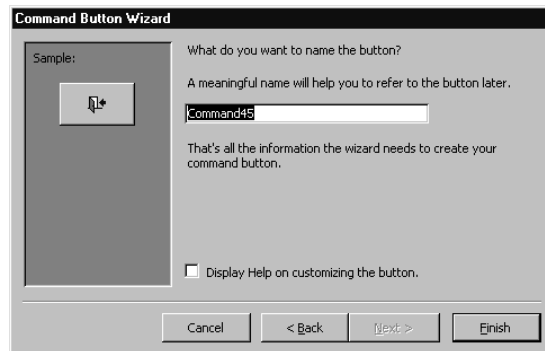 Command Button Wizard
Sample:
What do you want to name the button?
A meaningful name will help you to refer to the button later.
Command45
That's all the information the wizard needs to create your
command button.
Display Help on customizing the button.
Cancel
< Back
Next >
Finish